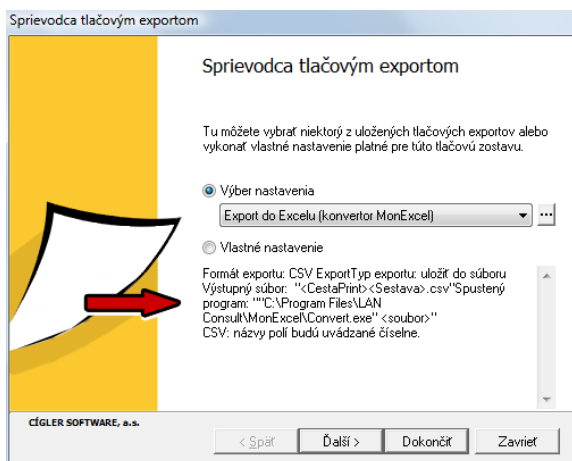 Sprievodca tlačovým exportom
Sprievodca tlačovým exportom
Tu môžete vybrať niektorý z uložených tlačových exportov alebo
vykonať vlastné nastavenie platné pre túto tlačovú zostavu.
Výber nastavenia
Export do Excelu (konvertor MonExcel)
...
Vlastné nastavenie
Formát exportu: CSV ExportTyp exportu: uložiť do súboru
Výstupný súbor:  "<CestaPrint><Sestava>.csv"Spustený
program: ""C:\Program Files\LAN
Consult\MonExcel\Convert.exe" <soubor>"
CSV: názvy polí budú uvádzané číselne.
CÍGLER SOFTWARE, a.s.
< Späť
Ďalší >
Dokončiť
Zavrieť